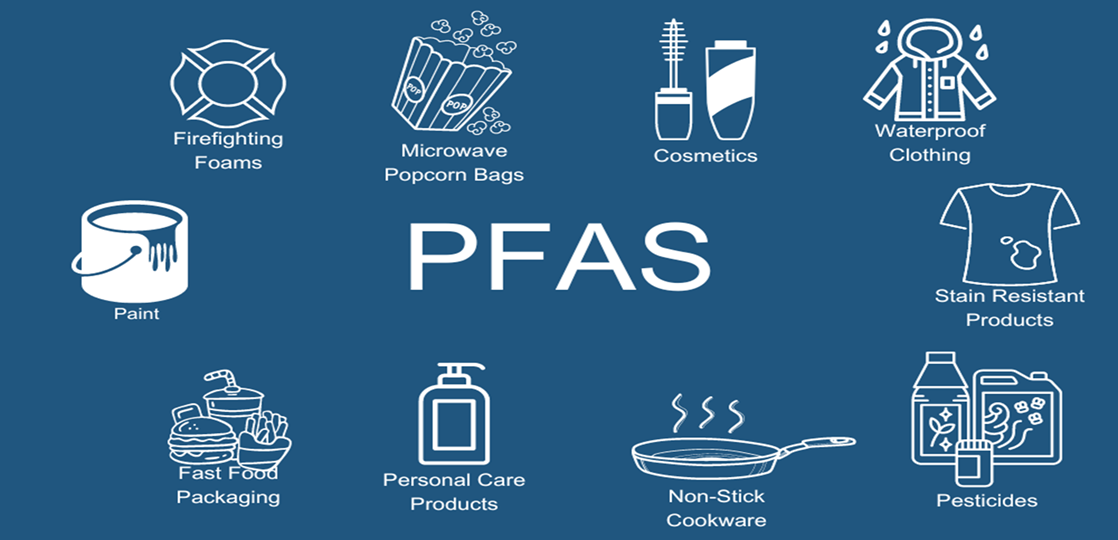 Firefighting
Foams
POP
POP
Microwave
Popcorn Bags
Cosmetics
Waterproof
Clothing
Paint
PFAS
Stain Resistant
Products
Fast Food
Packaging
Personal Care
Products
Non-Stick
Cookware
Pesticides